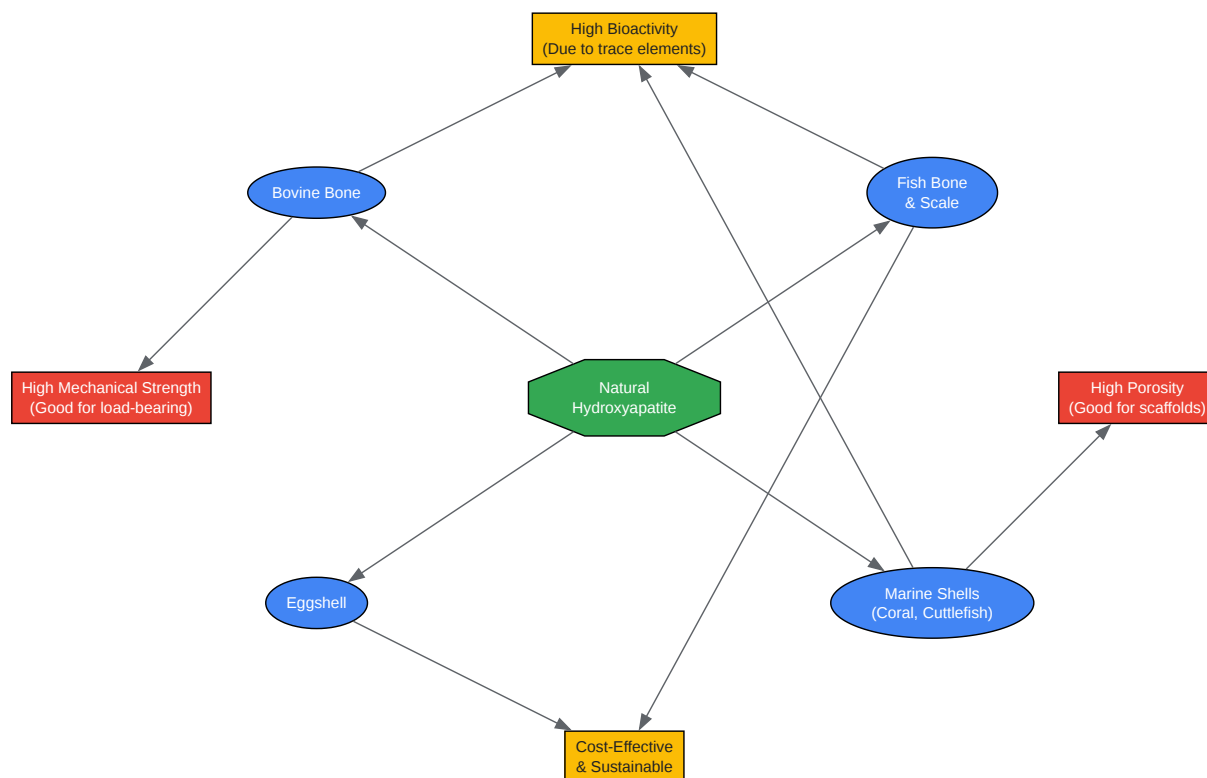 High Bioactivity
(Due to trace elements)
Bovine Bone
Fish Bone
& Scale
High Mechanical Strength
(Good for load-bearing)
Natural
Hydroxyapatite
High Porosity
(Good for scaffolds)
Eggshell
Marine Shells
(Coral, Cuttlefish)
Cost-Effective
& Sustainable